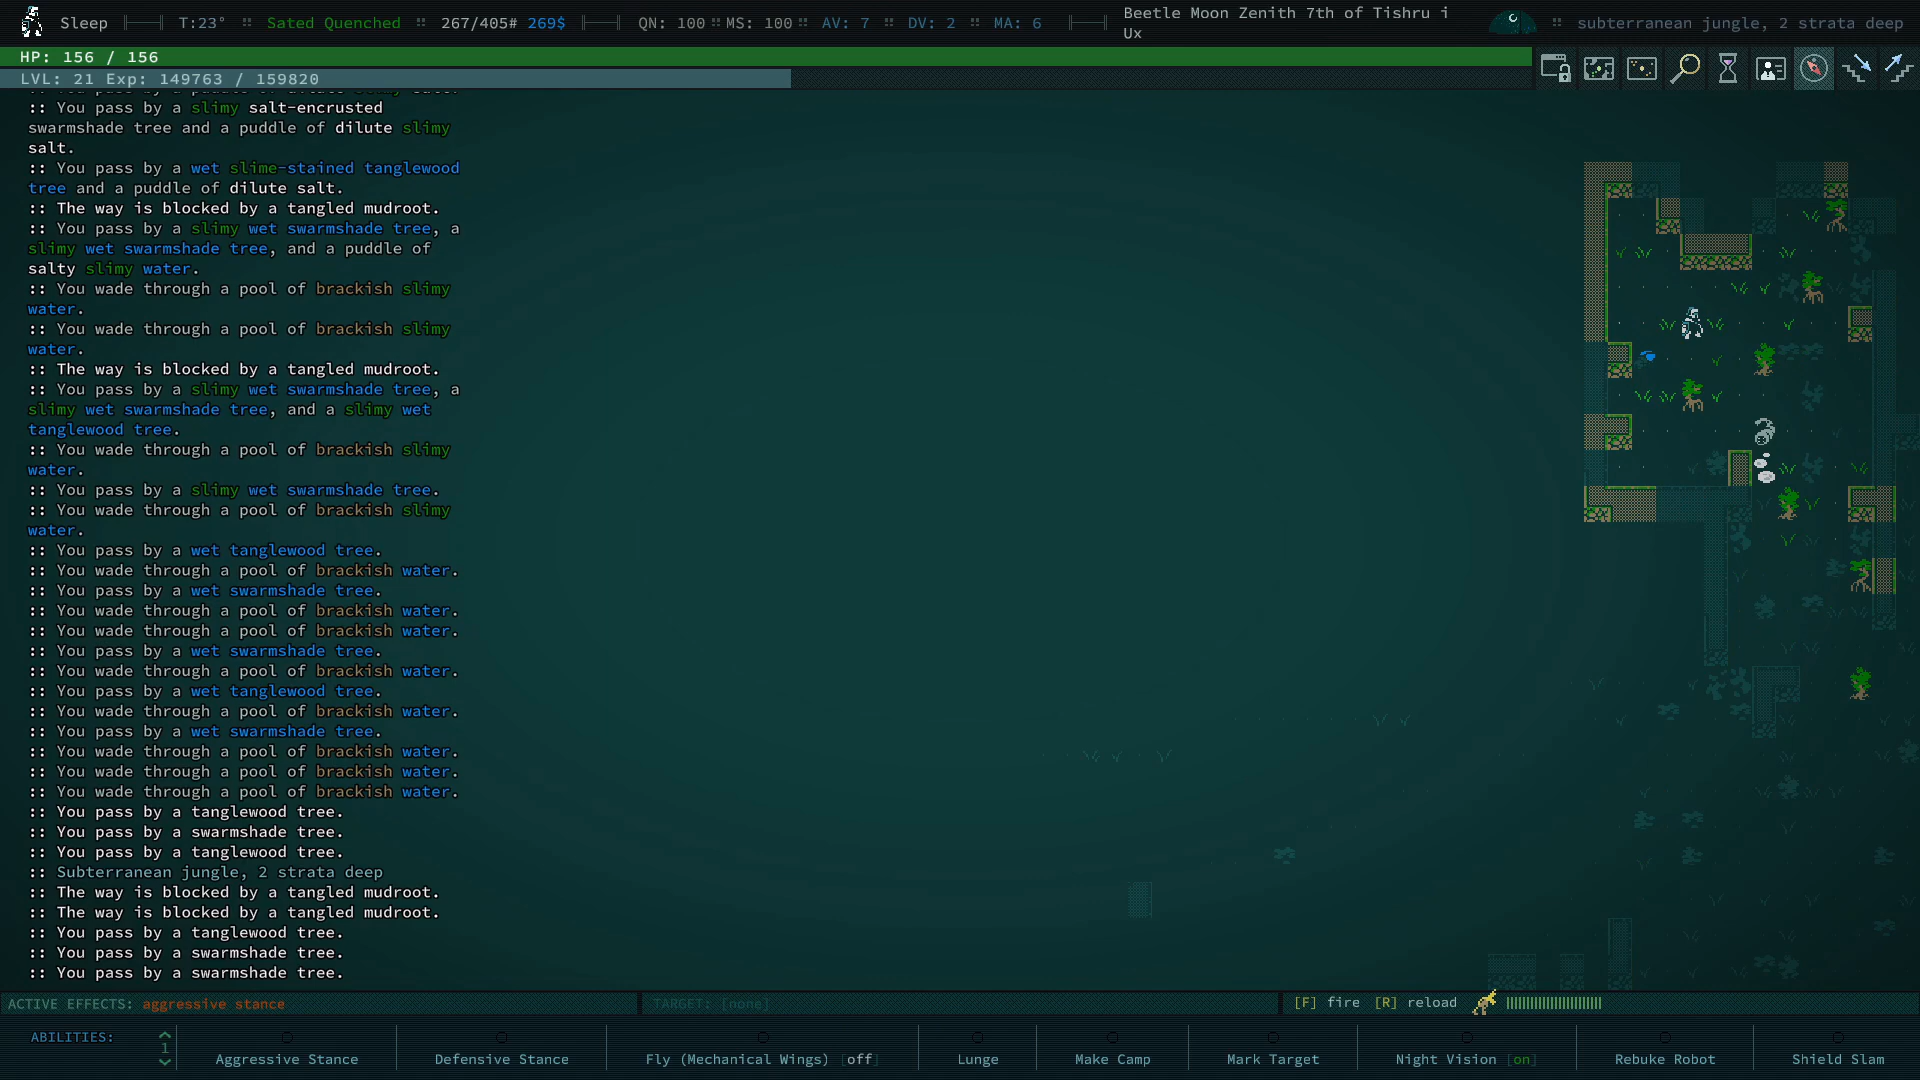 Sleep T:23° :: Sated Quenched :: 267/405# 269$ QN: 100 :: MS: 100 :: AV: 7 :: DV: 2 :: MA: 6 Beetle Moon Zenith 7th of Tishru i :: subterranean jungle, 2 strata deep
Ux
HP: 156 / 156
LVL: 21 Exp: 149763 / 159820
:: You pass by a slimy salt-encrusted
swarmshade tree and a puddle of dilute slimy
salt.
:: You pass by a wet slime-stained tanglewood
tree and a puddle of dilute salt.
:: The way is blocked by a tangled mudroot.
:: You pass by a slimy wet swarmshade tree, a
slimy wet swarmshade tree, and a puddle of
salty slimy water.
:: You wade through a pool of brackish slimy
water.
:: You wade through a pool of brackish slimy
water.
:: The way is blocked by a tangled mudroot.
:: You pass by a slimy wet swarmshade tree, a
slimy wet swarmshade tree, and a slimy wet
tanglewood tree.
:: You wade through a pool of brackish slimy
water.
:: You pass by a slimy wet swarmshade tree.
:: You wade through a pool of brackish slimy
water.
:: You pass by a wet tanglewood tree.
:: You wade through a pool of brackish water.
:: You pass by a wet swarmshade tree.
:: You wade through a pool of brackish water.
:: You wade through a pool of brackish water.
:: You pass by a wet swarmshade tree.
:: You wade through a pool of brackish water.
:: You pass by a wet tanglewood tree.
:: You wade through a pool of brackish water.
:: You pass by a wet swarmshade tree.
:: You wade through a pool of brackish water.
:: You wade through a pool of brackish water.
:: You wade through a pool of brackish water.
:: You pass by a tanglewood tree.
:: You pass by a swarmshade tree.
:: You pass by a tanglewood tree.
:: Subterranean jungle, 2 strata deep
:: The way is blocked by a tangled mudroot.
:: The way is blocked by a tangled mudroot.
:: You pass by a tanglewood tree.
:: You pass by a swarmshade tree.
:: You pass by a swarmshade tree.
ACTIVE EFFECTS: aggressive stance TARGET: [none] [F] fire [R] reload
ABILITIES: 1 Aggressive Stance Defensive Stance Fly (Mechanical Wings) [off] Lunge Make Camp Mark Target Night Vision [on] Rebuke Robot Shield Slam